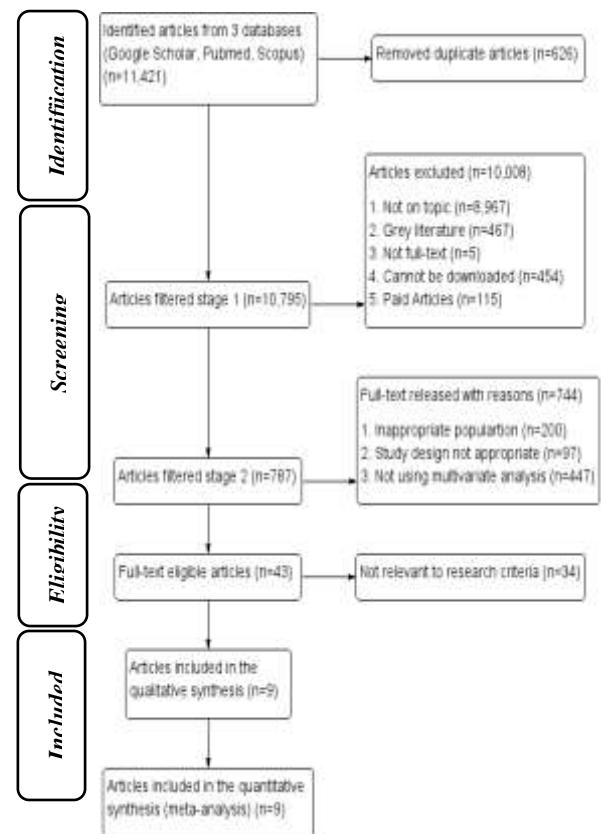 Identification
Identified articles from 3 databases
(Google Scholar, Pubmed, Scopus)
(n=11,421)
Removed duplicate articles (n=626)
Screening
Articles excluded (n=10,008)
1. Not on topic (n=8,967)
2. Grey literature (n=467)
3. Not full-text (n=5)
4. Cannot be downloaded (n=454)
5. Paid Articles (n=115)
Articles filtered stage 1 (n=10,795)
Full-text released with reasons (n=744)
1. Inappropriate population (n=200)
2. Study design not appropriate (n=97)
3. Not using multivariate analysis (n=447)
Articles filtered stage 2 (n=787)
Eligibility
Full-text eligible articles (n=43)
Not relevant to research criteria (n=34)
Included
Articles included in the
qualitative synthesis (n=9)
Articles included in the quantitative
synthesis (meta-analysis) (n=9)